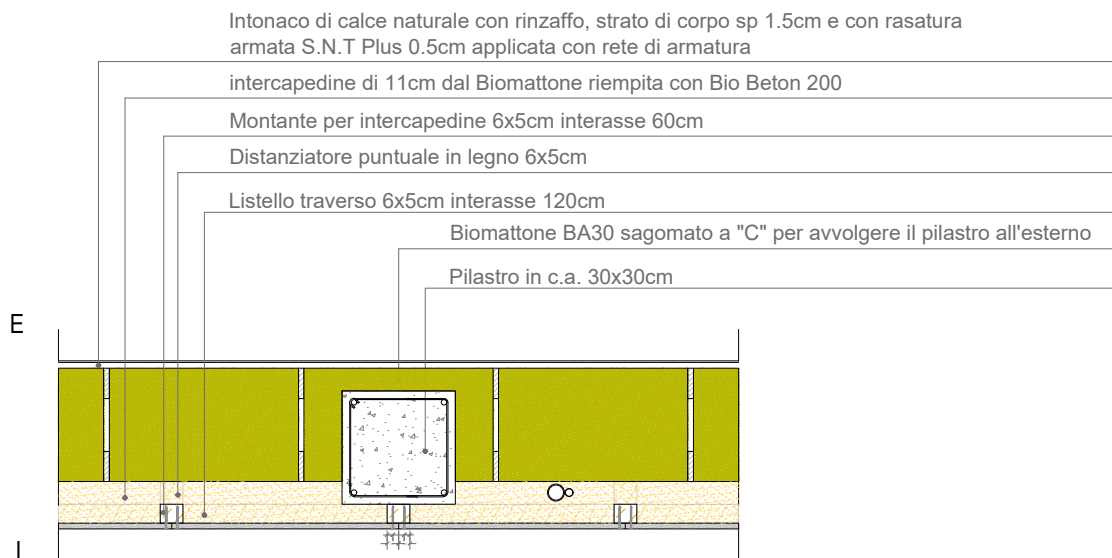 Intonaco di calce naturale con rinzaffo, strato di corpo sp 1.5cm e con rasatura
armata S.N.T Plus 0.5cm applicata con rete di armatura
intercapedine di 11cm dal Biomattone riempita con Bio Beton 200
Montante per intercapedine 6x5cm interasse 60cm
Distanziatore puntuale in legno 6x5cm
Listello traverso 6x5cm interasse 120cm
Biomattone BA30 sagomato a "C" per avvolgere il pilastro all'esterno
Pilastro in c.a. 30x30cm
E
I